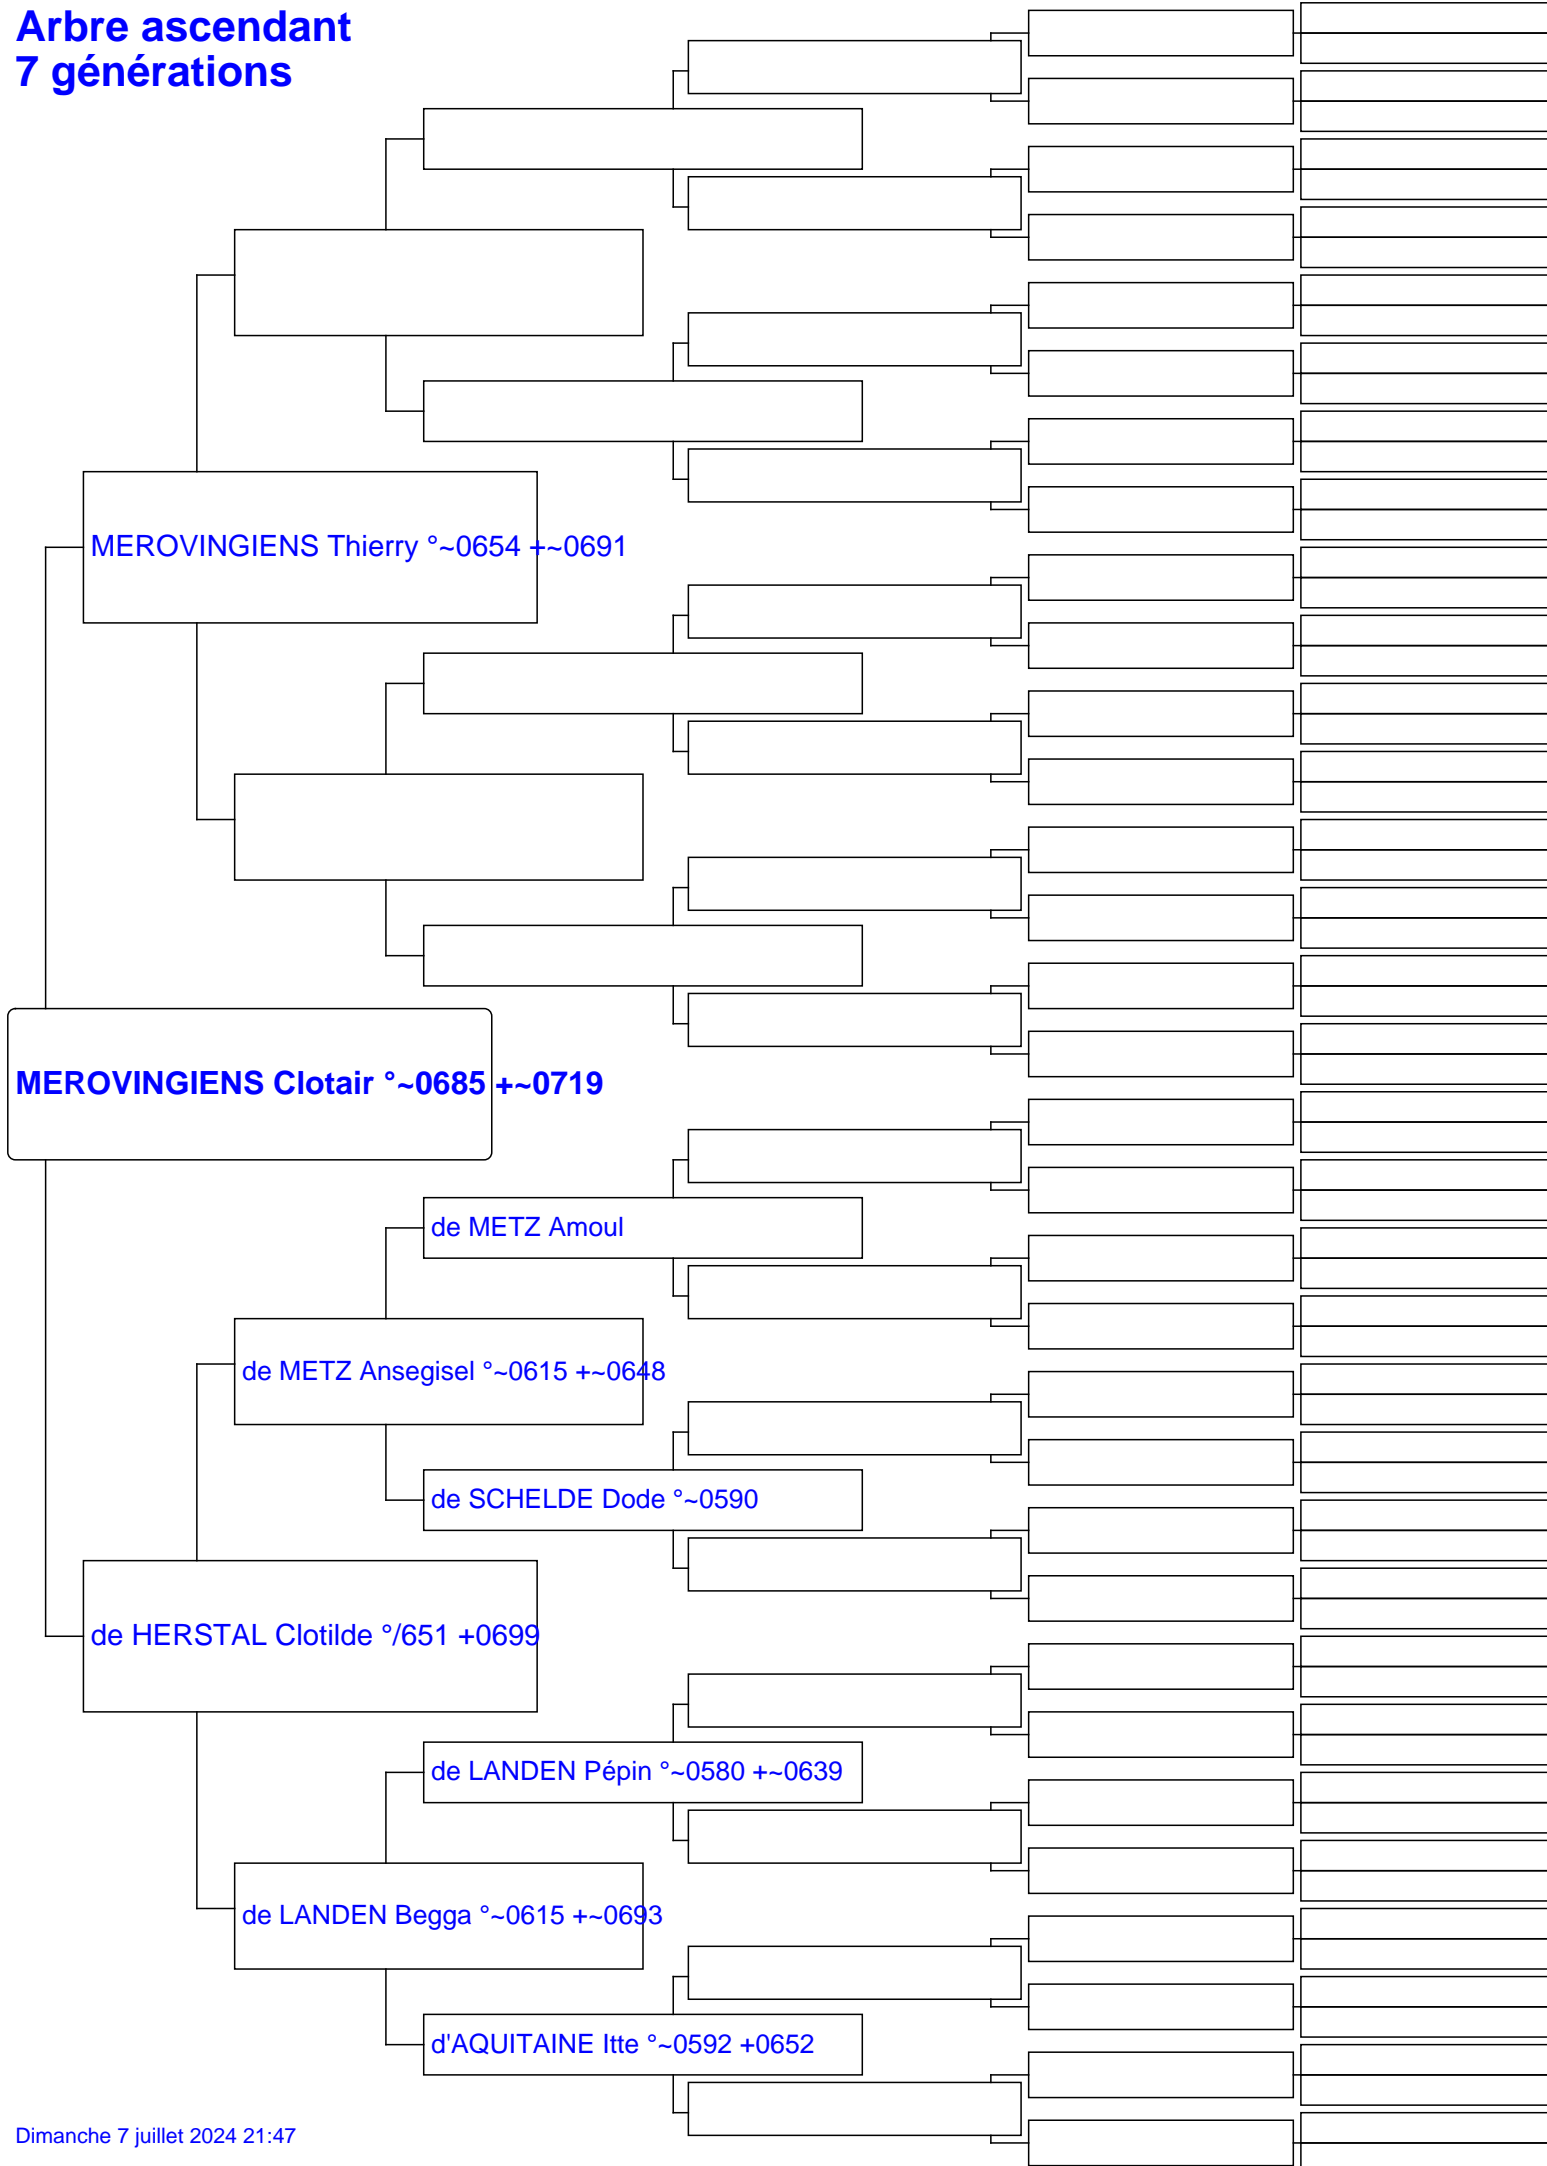 Arbre ascendant
7 générations
MEROVINGIENS Thierry °~0654 +~0691
MEROVINGIENS Clotair °~0685 +~0719
de METZ Amoul
de METZ Ansegisel °~0615 +~0648
de SCHELDE Dode °~0590
de HERSTAL Clotilde °/651 +0699
de LANDEN Pépin °~0580 +~0639
de LANDEN Begga °~0615 +~0693
d'AQUITAINE Itte °~0592 +0652
Dimanche 7 juillet 2024 21:47